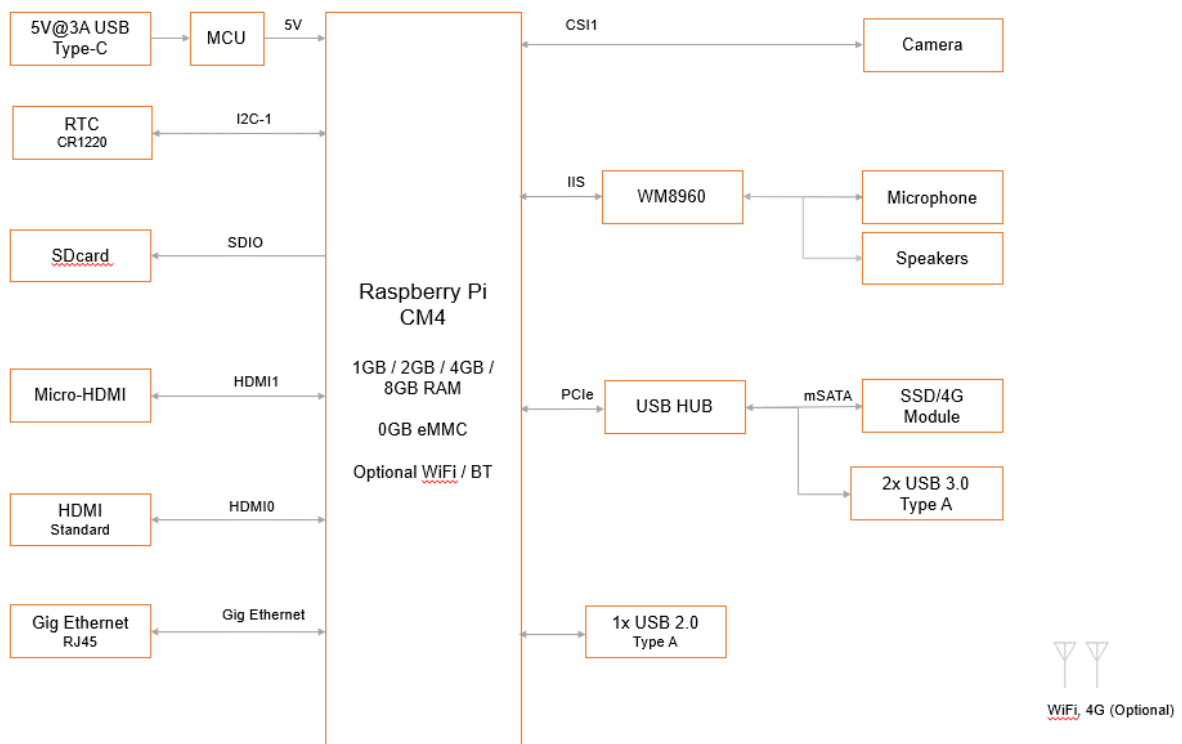 5V@3A USB
Type-C
MCU
5V
CSI1
Camera
RTC
CR1220
I2C-1
IIS
WM8960
Microphone
Speakers
SDcard
SDIO
Raspberry Pi
CM4
1GB / 2GB / 4GB /
8GB RAM
0GB eMMC
Optional WiFi / BT
Micro-HDMI
HDMI1
PCIe
USB HUB
mSATA
SSD/4G
Module
2x USB 3.0
Type A
HDMI
Standard
HDMI0
Gig Ethernet
RJ45
Gig Ethernet
1x USB 2.0
Type A
WiFi, 4G (Optional)